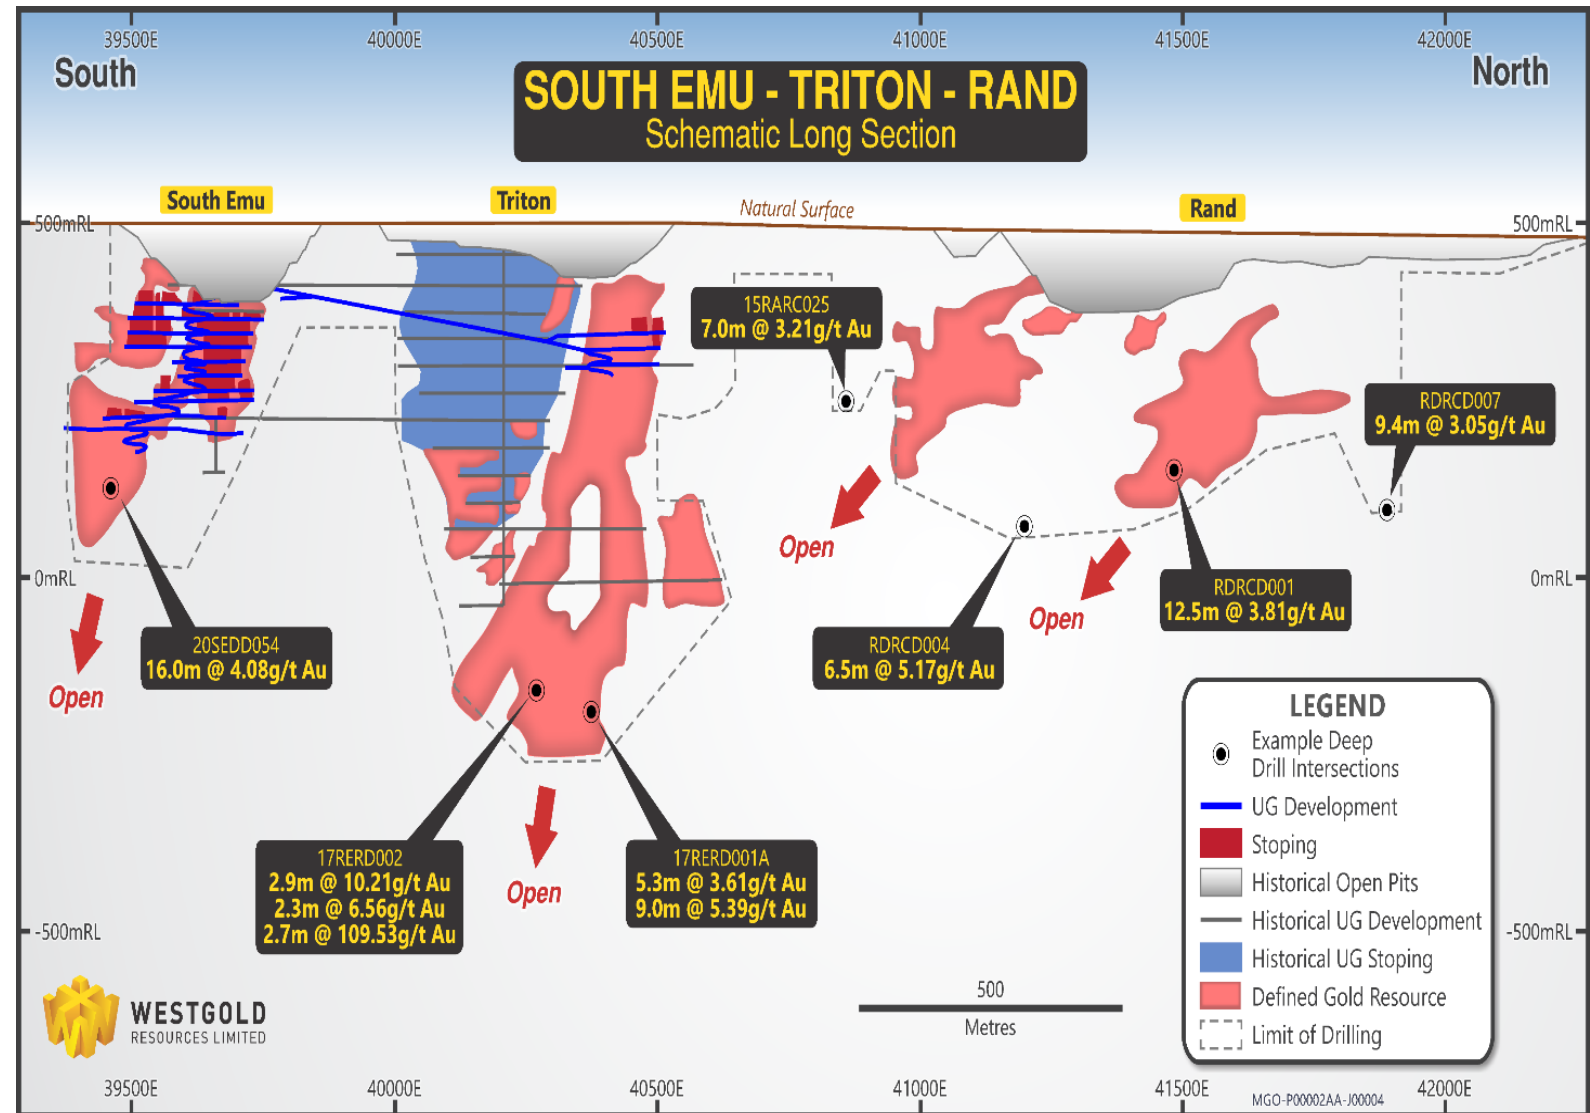 39500E 40000E 40500E 41000E 41500E 42000E
South
North
SOUTH EMU - TRITON - RAND
Schematic Long Section
South Emu
Triton
Natural Surface
Rand
500mRL
500mRL
15RARC025
7.0m @ 3.21g/t Au
RDRCD007
9.4m @ 3.05g/t Au
Open
0mRL
0mRL
RDRCD001
12.5m @ 3.81g/t Au
Open
20SEDD054
16.0m @ 4.08g/t Au
RDRCD004
6.5m @ 5.17g/t Au
Open
17RERD002
2.9m @ 10.21g/t Au
2.3m @ 6.56g/t Au
2.7m @ 109.53g/t Au
Open
17RERD001A
5.3m @ 3.61g/t Au
9.0m @ 5.39g/t Au
-500mRL
-500mRL
LEGEND
Example Deep
Drill Intersections
UG Development
Stoping
Historical Open Pits
Historical UG Development
Historical UG Stoping
Defined Gold Resource
Limit of Drilling
WESTGOLD
RESOURCES LIMITED
500
Metres
39500E 40000E 40500E 41000E 41500E 42000E
MGO-P00002AA-J00004